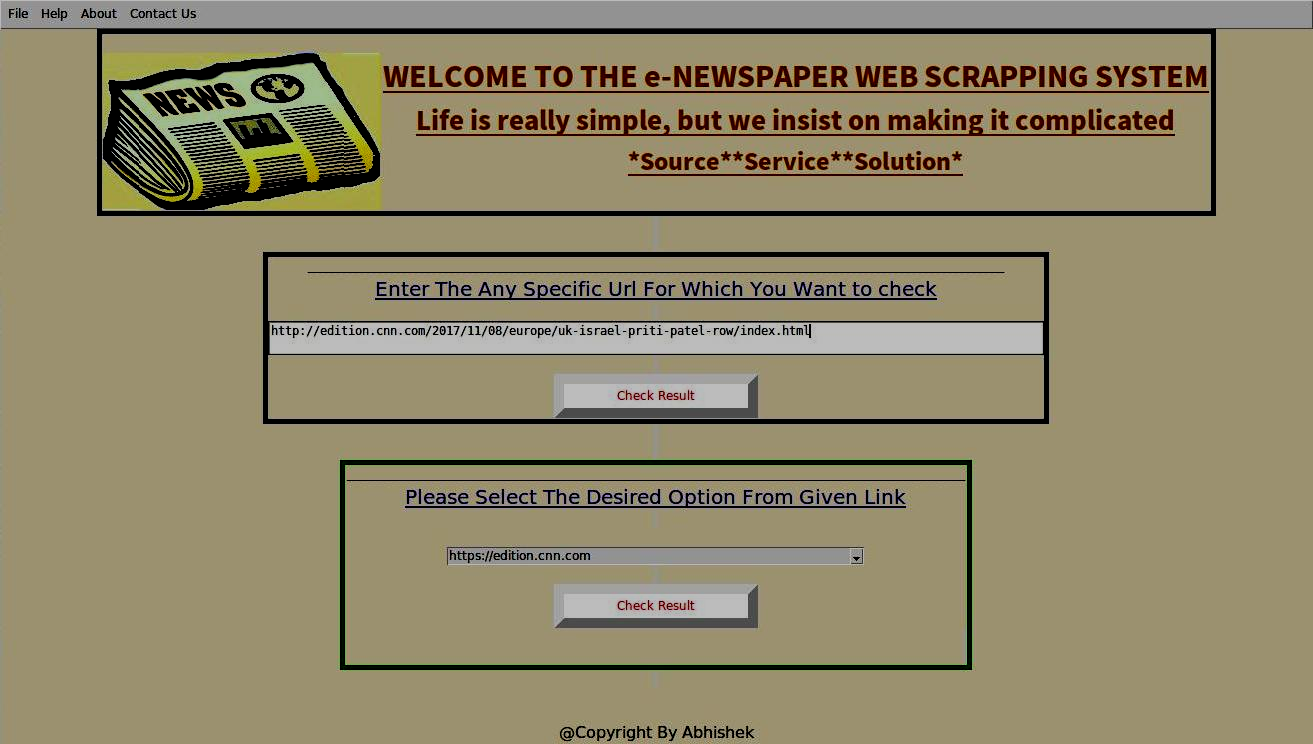 File Help About Contact Us
NEWS
WELCOME TO THE e-NEWSPAPER WEB SCRAPPING SYSTEM
Life is really simple, but we insist on making it complicated
*Source**Service**Solution*
Enter The Any Specific Url For Which You Want to check
http://edition.cnn.com/2017/11/08/europe/uk-israel-priti-patel-row/index.html
Check Result
Please Select The Desired Option From Given Link
https://edition.cnn.com
Check Result
@Copyright By Abhishek